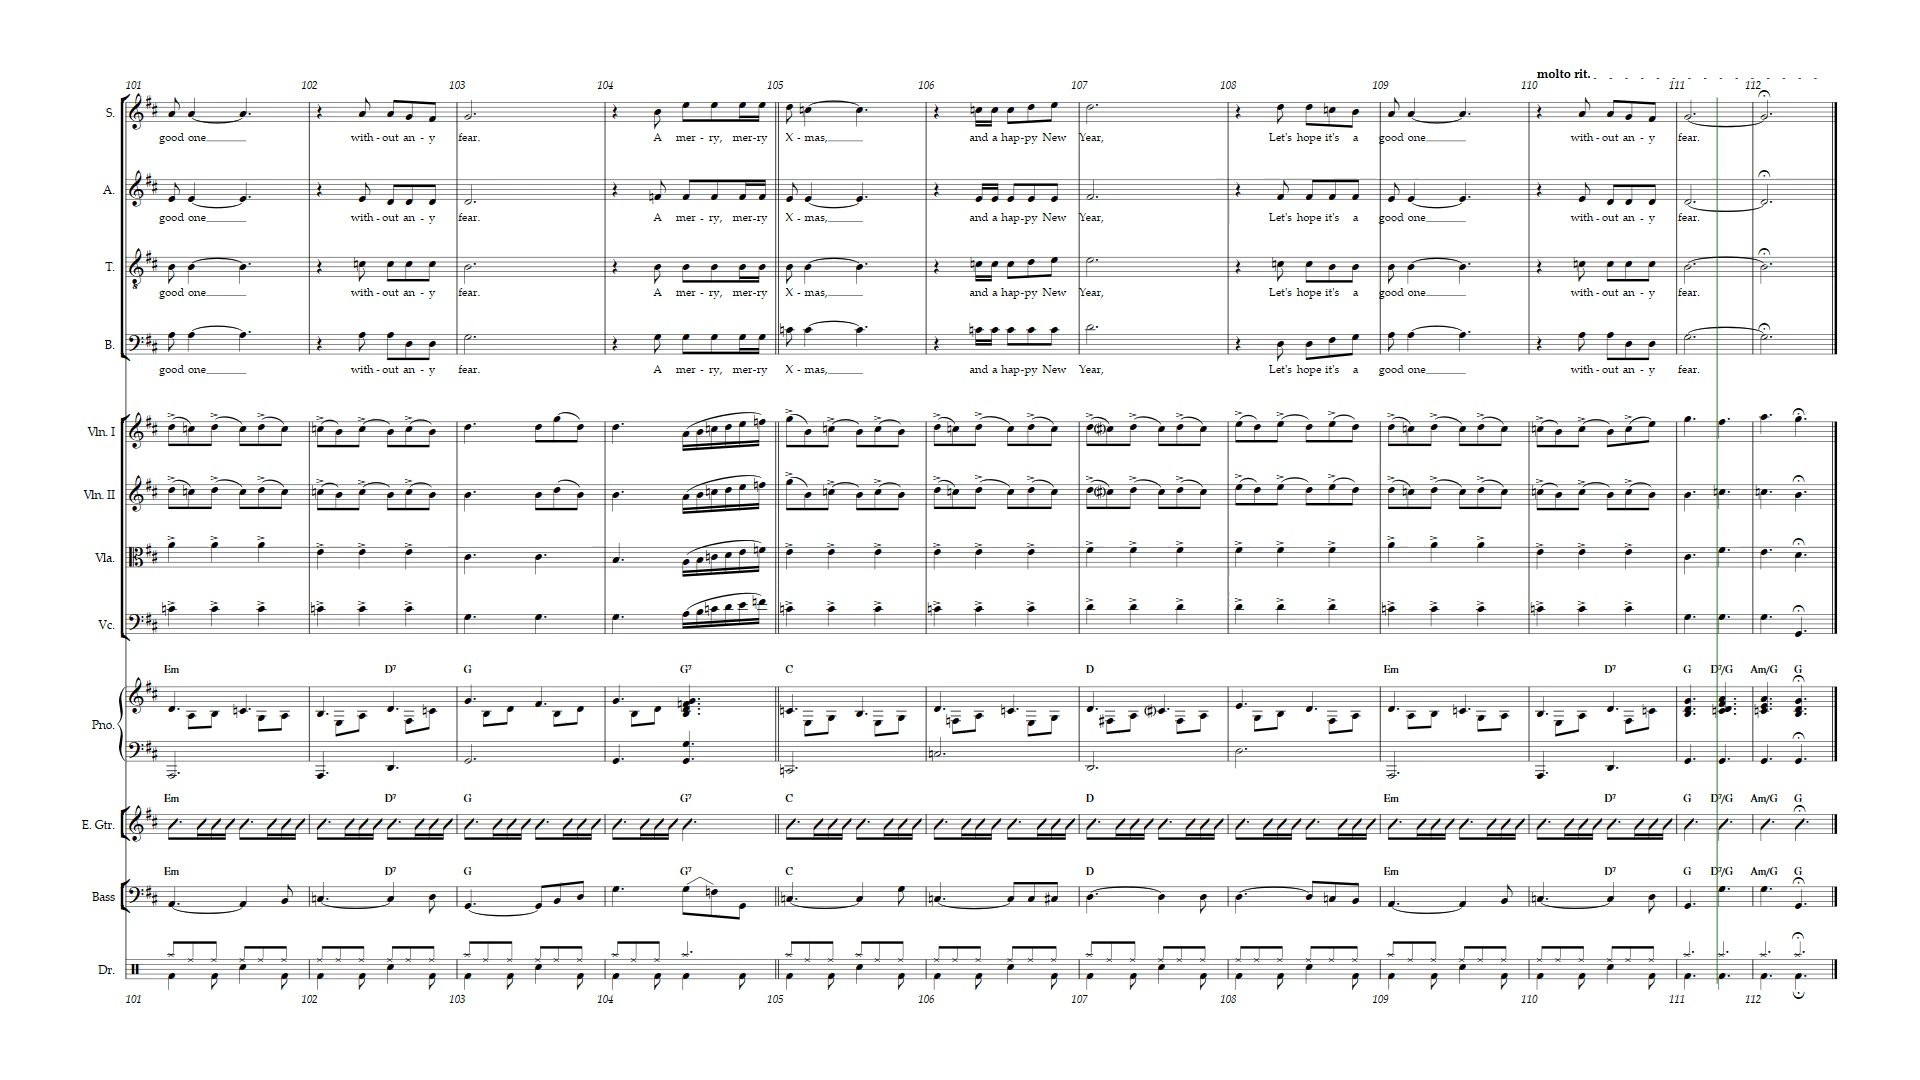 molto rit.
101 102 103 104 105 106 107 108 109 110 111 112
S.
good one with - out an - y fear. A mer - ry, mer-ry X - mas, and a hap-py New Year, Let's hope it's a good one with - out an - y fear.
A.
good one with - out an - y fear. A mer - ry, mer-ry X - mas, and a hap-py New Year, Let's hope it's a good one with - out an - y fear.
T.
8
good one with - out an - y fear. A mer - ry, mer-ry X - mas, and a hap-py New Year, Let's hope it's a good one with - out an - y fear.
B.
good one with - out an - y fear. A mer - ry, mer-ry X - mas, and a hap-py New Year, Let's hope it's a good one with - out an - y fear.
Vln. I
Vln. II
Vla.
Vc.
Em D7 G G7 C D Em D7 G D7/G Am/G G
Pno.
Em D7 G G7 C D Em D7 G D7/G Am/G G
E. Gtr.
Em D7 G G7 C D Em D7 G D7/G Am/G G
Bass
Dr.
101 102 103 104 105 106 107 108 109 110 111 112